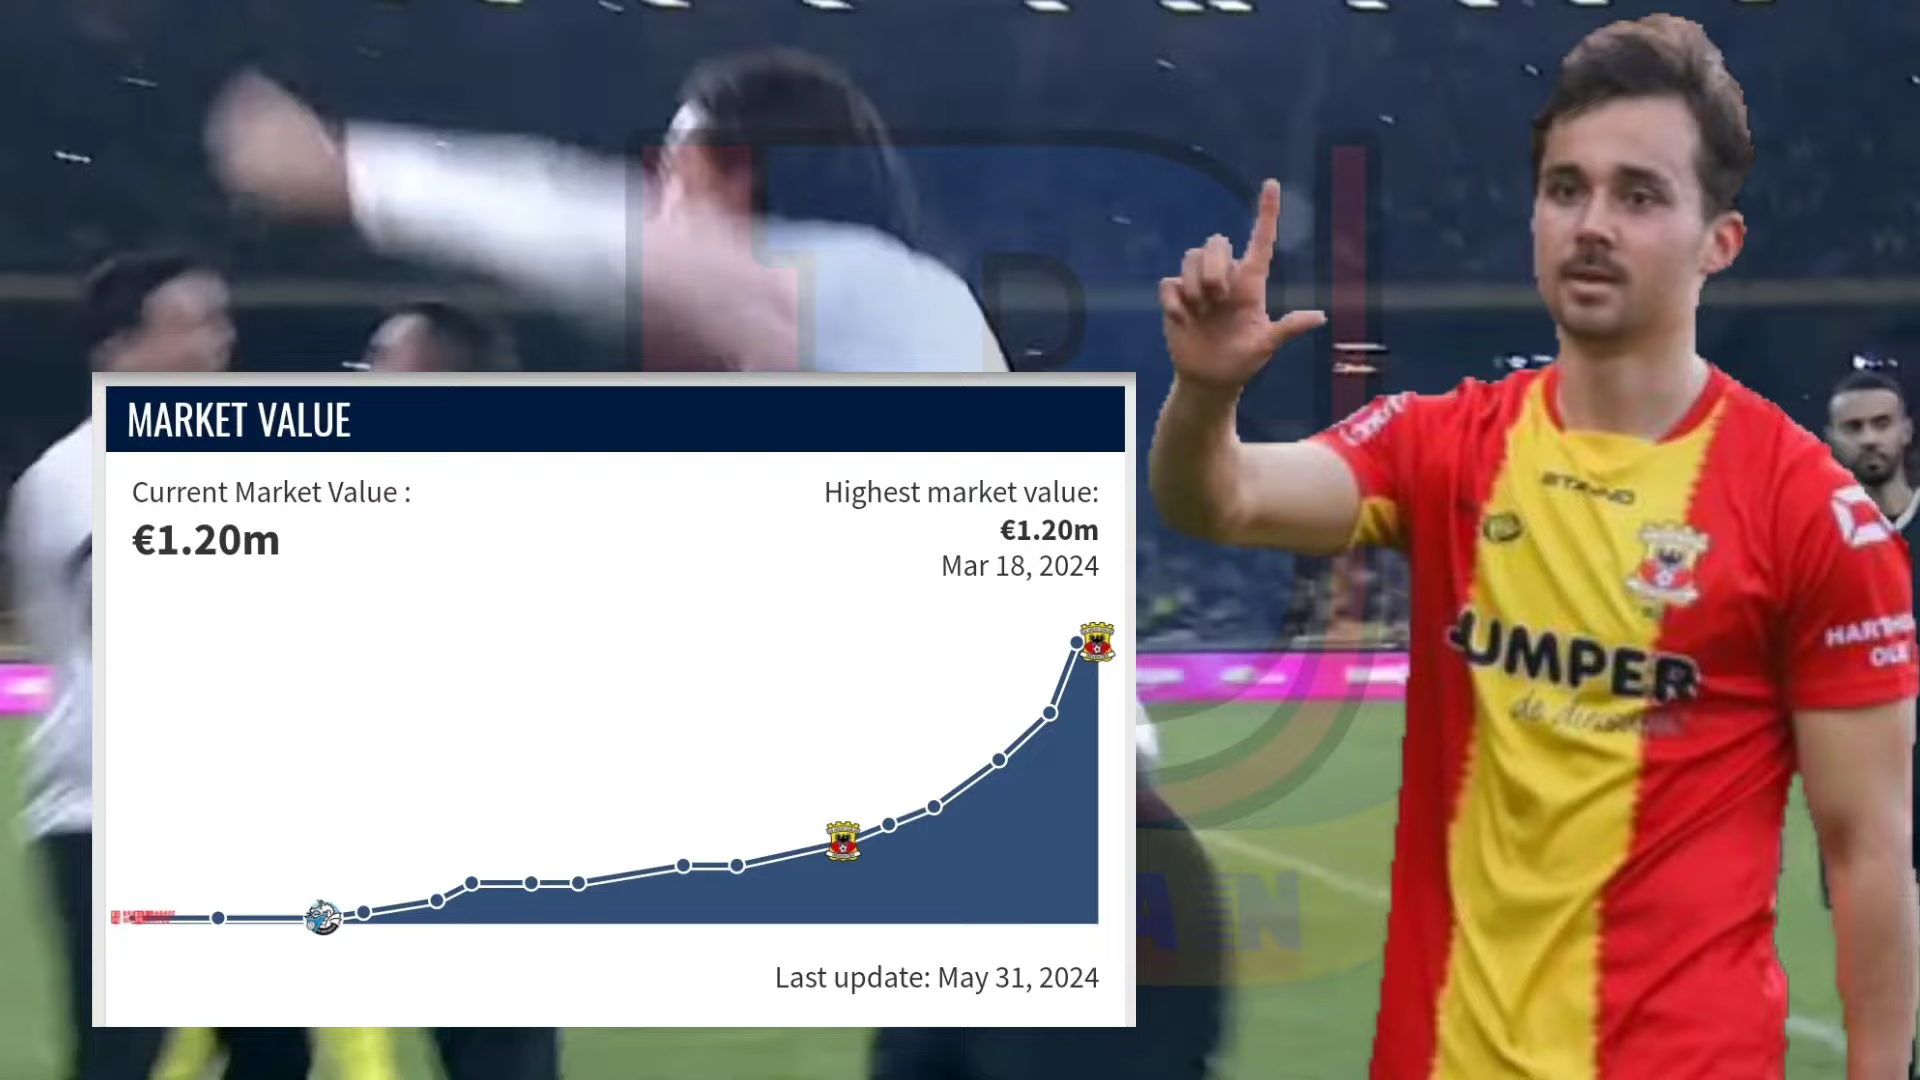 MARKET VALUE
Current Market Value :
€1.20m
Highest market value:
€1.20m
Mar 18, 2024
Last update: May 31, 2024
STANNO
JUMPER